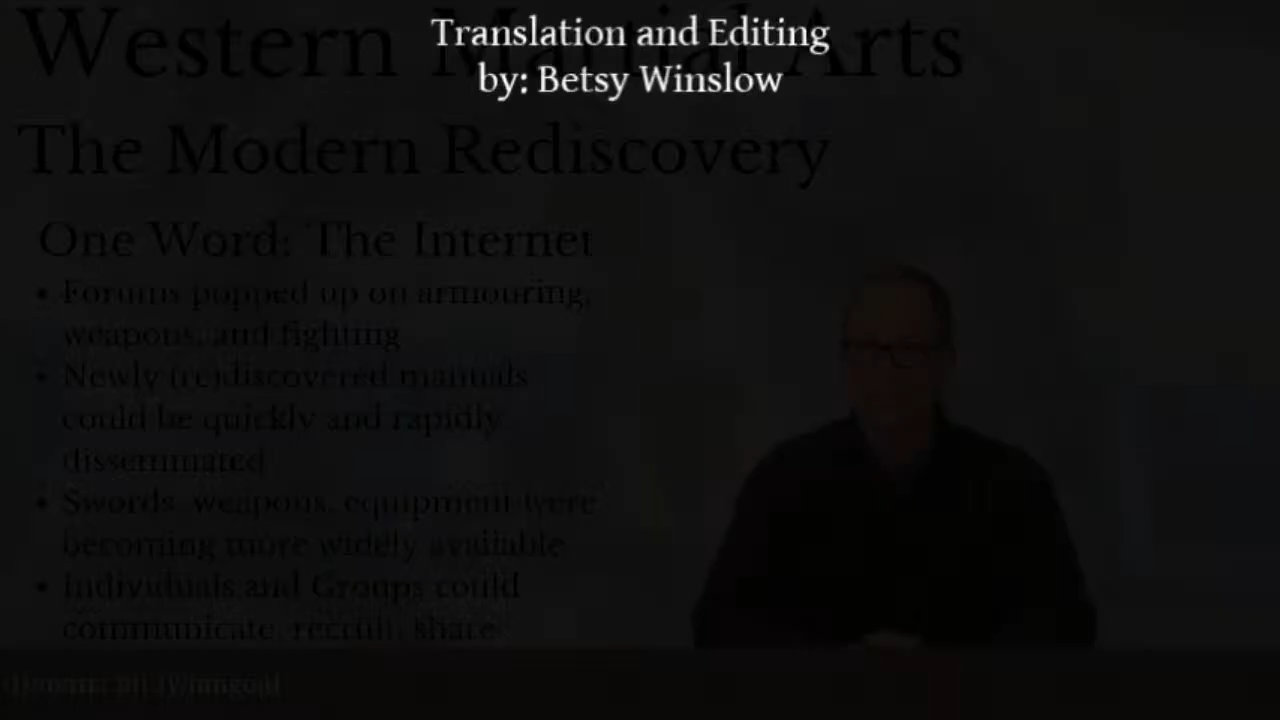 Translation and Editing
by: Betsy Winslow
Western Martial Arts
The Modern Rediscovery
One Word: The Internet
• Forums popped up on armouring,
weapons, and fighting
• Newly (re)discovered manuals
could be quickly and rapidly
disseminated
• Swords, weapons, equipment were
becoming more widely available
• Individuals and Groups could
communicate, recruit, share